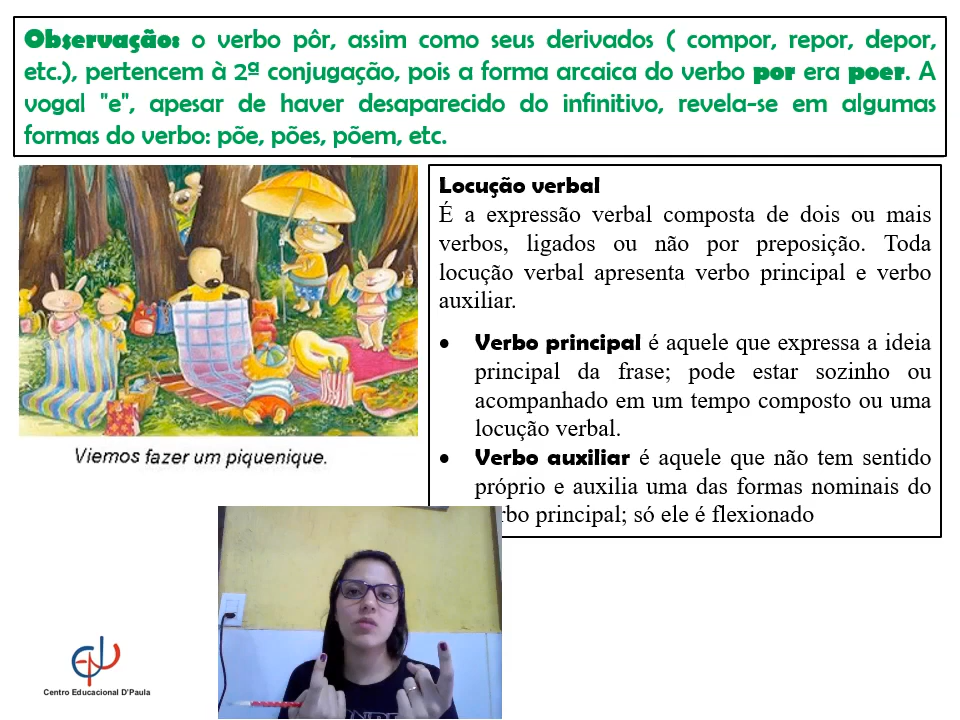 Observação: o verbo pôr, assim como seus derivados ( compor, repor, depor,
etc.), pertencem à 2ª conjugação, pois a forma arcaica do verbo por era poer. A
vogal "e", apesar de haver desaparecido do infinitivo, revela-se em algumas
formas do verbo: põe, pões, põem, etc.
Viemos fazer um piquenique.
Locução verbal
É a expressão verbal composta de dois ou mais
verbos, ligados ou não por preposição. Toda
locução verbal apresenta verbo principal e verbo
auxiliar.
• Verbo principal é aquele que expressa a ideia
principal da frase; pode estar sozinho ou
acompanhado em um tempo composto ou uma
locução verbal.
• Verbo auxiliar é aquele que não tem sentido
próprio e auxilia uma das formas nominais do
principal; só ele é flexionado
Centro Educacional D'Paula